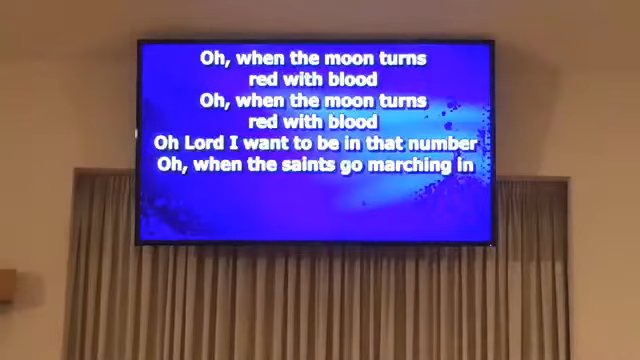 Oh, when the moon turns
red with blood
Oh, when the moon turns
red with blood
Oh Lord I want to be in that number
Oh, when the saints go marching in